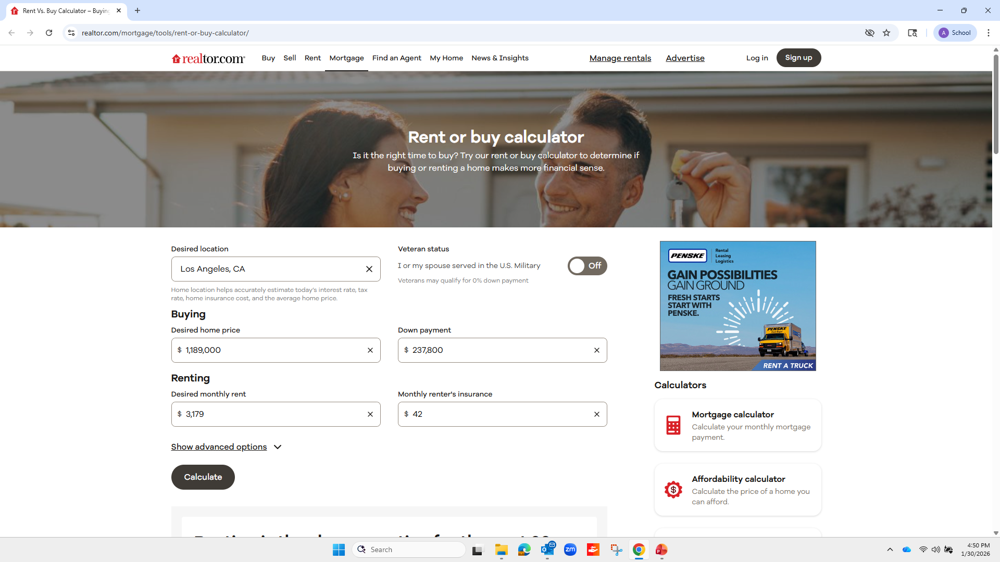 Rent Vs. Buy Calculator – Buying
realtor.com/mortgage/tools/rent-or-buy-calculator/
A School
realtor.com
Buy Sell Rent Mortgage Find an Agent My Home News & Insights Manage rentals Advertise Log in Sign up
Rent or buy calculator
Is it the right time to buy? Try our rent or buy calculator to determine if
buying or renting a home makes more financial sense.
Desired location
Los Angeles, CA
Home location helps accurately estimate today's interest rate, tax
rate, home insurance cost, and the average home price.
Veteran status
I or my spouse served in the U.S. Military
Off
Veterans may qualify for 0% down payment
Buying
Desired home price
$ 1,189,000
Down payment
$ 237,800
Renting
Desired monthly rent
$ 3,179
Monthly renter's insurance
$ 42
Show advanced options
Calculate
PENSKE
Rental
Leasing
Logistics
GAIN POSSIBILITIES
GAIN GROUND
FRESH STARTS
START WITH
PENSKE.
PENSKE
RENT A TRUCK
Calculators
Mortgage calculator
Calculate your monthly mortgage
payment.
Affordability calculator
Calculate the price of a home you
can afford.
Search
zm
4:50 PM
1/30/2026